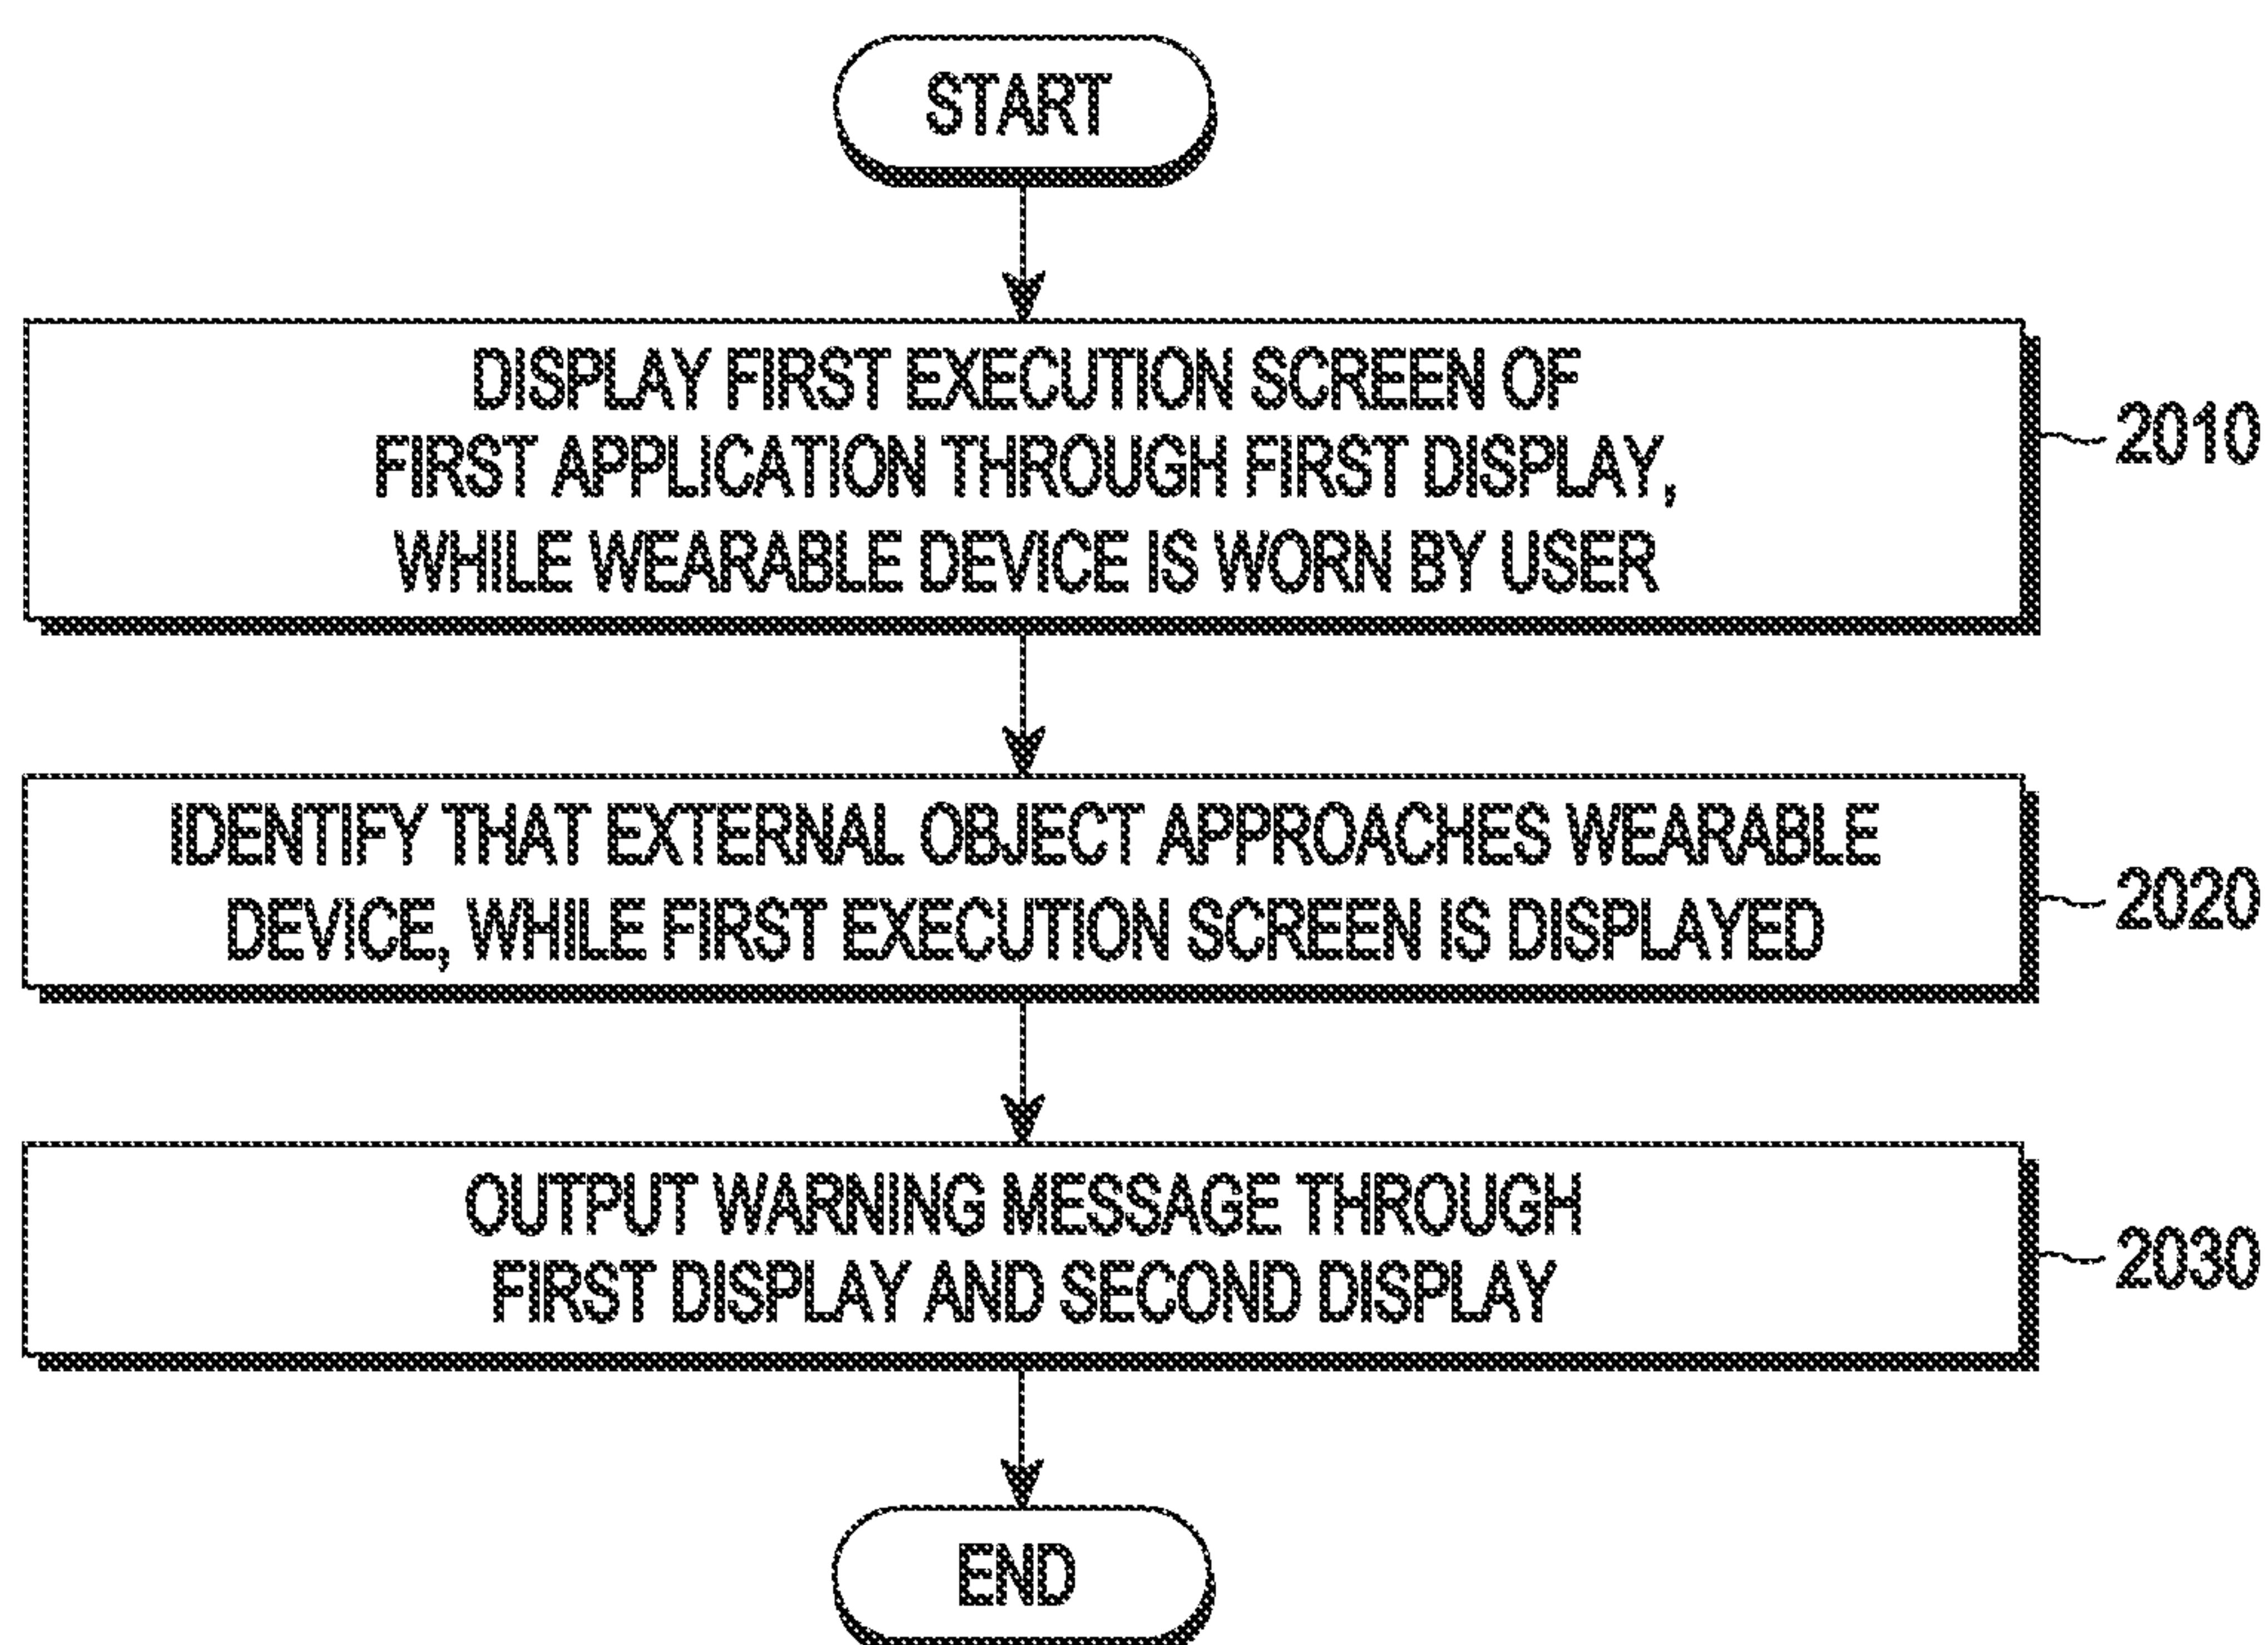 START
DISPLAY FIRST EXECUTION SCREEN OF
FIRST APPLICATION THROUGH FIRST DISPLAY,
WHILE WEARABLE DEVICE IS WORN BY USER
2010
IDENTIFY THAT EXTERNAL OBJECT APPROACHES WEARABLE
DEVICE, WHILE FIRST EXECUTION SCREEN IS DISPLAYED
2020
OUTPUT WARNING MESSAGE THROUGH
FIRST DISPLAY AND SECOND DISPLAY
2030
END